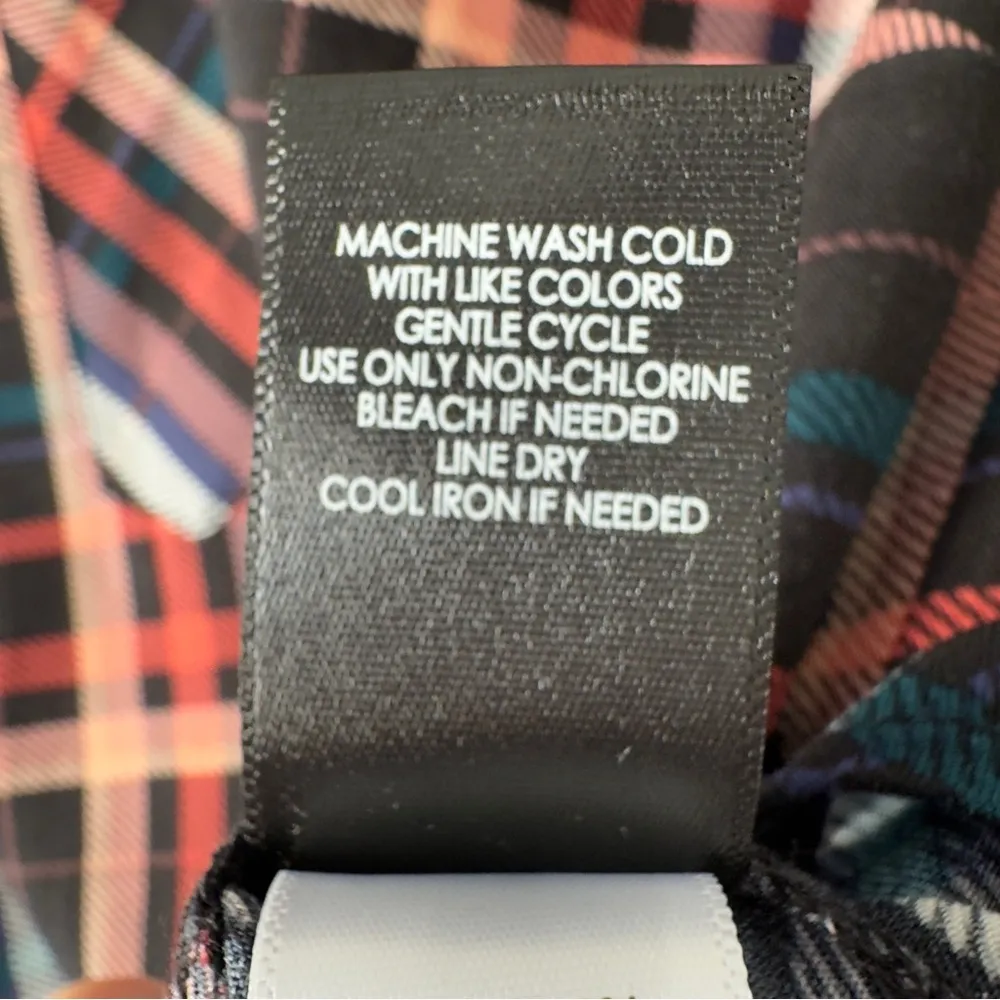 MACHINE WASH COLD
WITH LIKE COLORS
GENTLE CYCLE
USE ONLY NON-CHLORINE
BLEACH IF NEEDED
LINE DRY
COOL IRON IF NEEDED